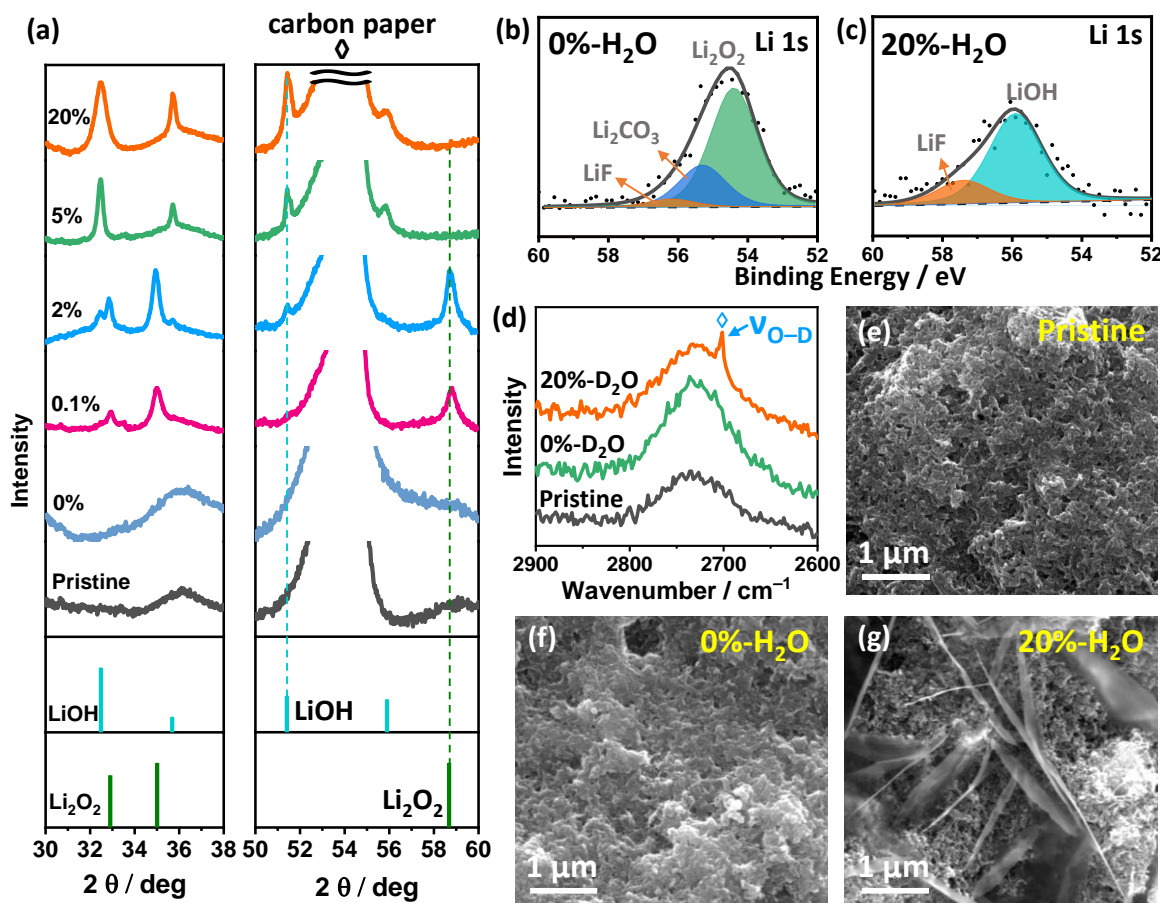 (a)
carbon paper
◊
20%
5%
2%
0.1%
0%
Pristine
LiOH
LiOH
Li₂O₂
Li₂O₂
Intensity
30 32 34 36 38
50 52 54 56 58 60
2 θ / deg
2 θ / deg
(b)
0%-H₂O
Li 1s
Li₂O₂
Li₂CO₃
LiF
60 58 56 54 52
(c)
20%-H₂O
Li 1s
LiOH
LiF
60 58 56 54 52
Binding Energy / eV
(d)
◊
νO–D
20%-D₂O
0%-D₂O
Pristine
Intensity
2900 2800 2700 2600
Wavenumber / cm⁻¹
(e)
Pristine
1 μm
(f)
0%-H₂O
1 μm
(g)
20%-H₂O
1 μm